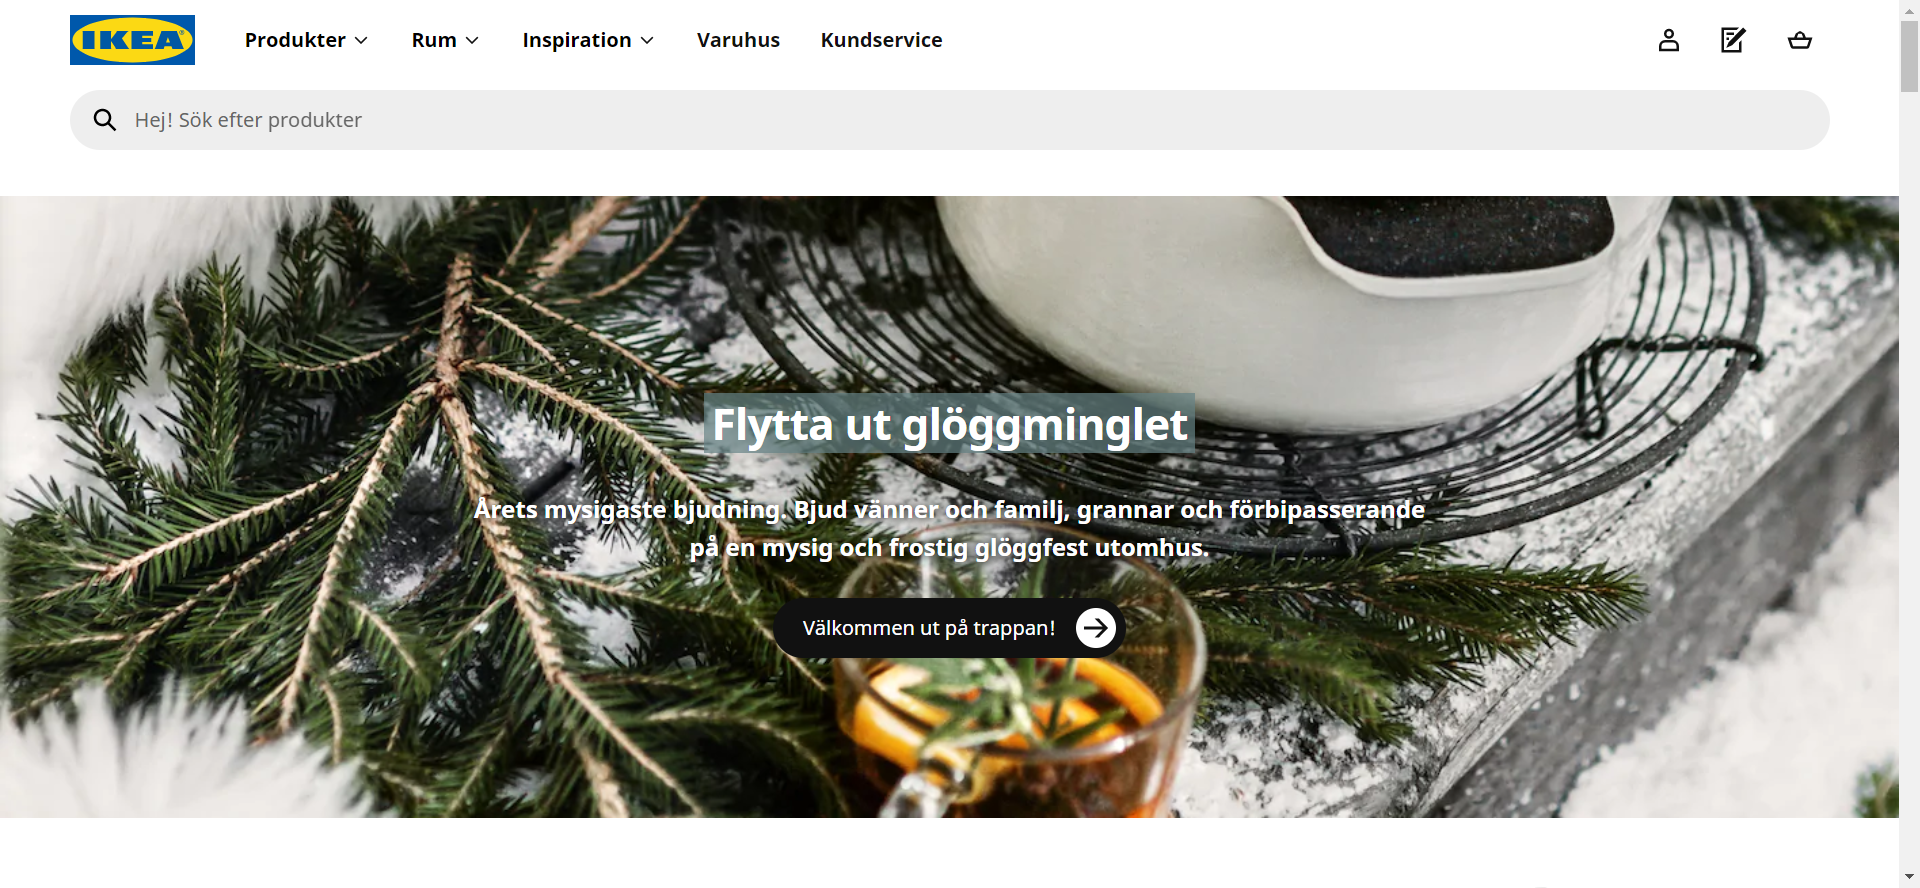 IKEA
Produkter Rum Inspiration Varuhus Kundservice
Hej! Sök efter produkter
Flytta ut glöggminglet
Årets mysigaste bjudning. Bjud vänner och familj, grannar och förbipasserande
på en mysig och frostig glöggfest utomhus.
Välkommen ut på trappan!